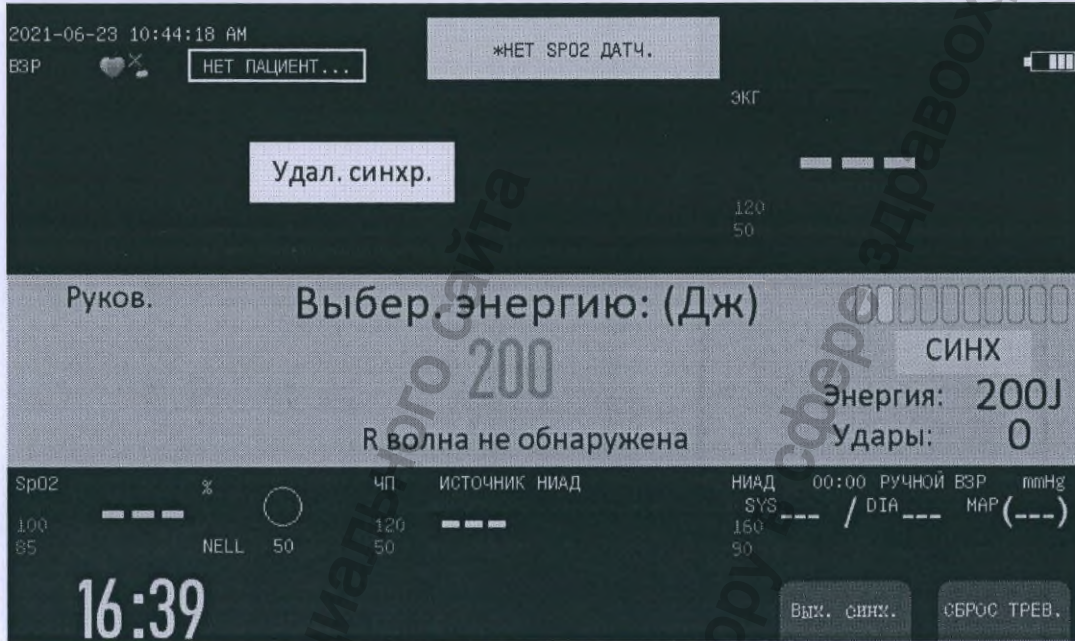 2021-06-23 10:44:18 AM
*НЕТ SPO2 ДАТЧ.
ВЗР
НЕТ ПАЦИЕНТ...
ЭКГ
---
Удал. синхр.
120
50
Руков.
Выбер. энергию: (Дж)
200
СИНХ
Энергия: 200J
R волна не обнаружена
Удары: 0
SpO2 % ЧП ИСТОЧНИК НИАД НИАД 00:00 РУЧНОЙ ВЗР mmHg
--- --- SYS --- / DIA --- MAP (---)
100 120 160
85 NELL 50 50 90
16:39
Вых. синх.
СБРОС ТРЕВ.
сайта
сфере здравоох